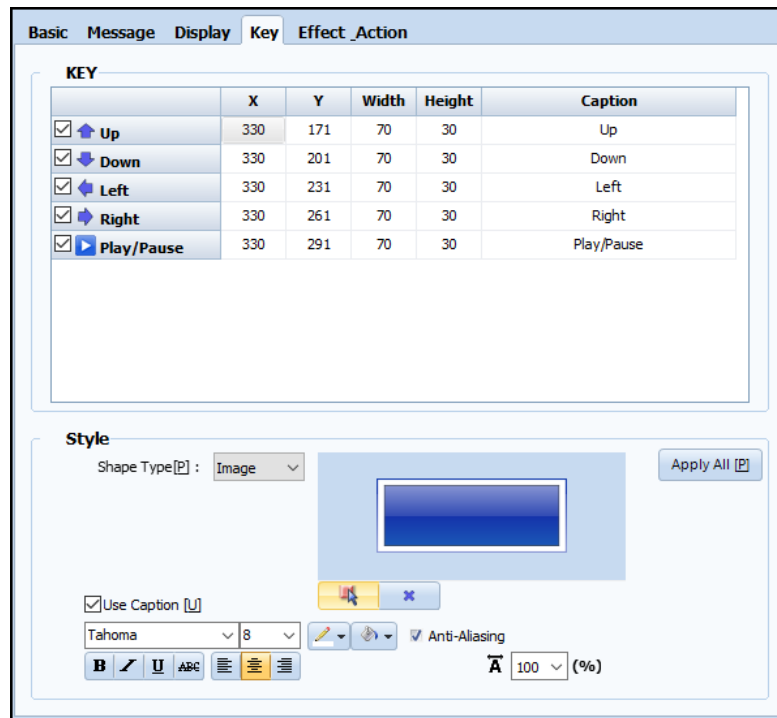 Basic Message Display Key Effect _Action
KEY
X Y Width Height Caption
Up 330 171 70 30 Up
Down 330 201 70 30 Down
Left 330 231 70 30 Left
Right 330 261 70 30 Right
Play/Pause 330 291 70 30 Play/Pause
Style
Shape Type[P] : Image Apply All [P]
Use Caption [U]
Tahoma 8 Anti-Aliasing
B I U ABC A 100 (%)